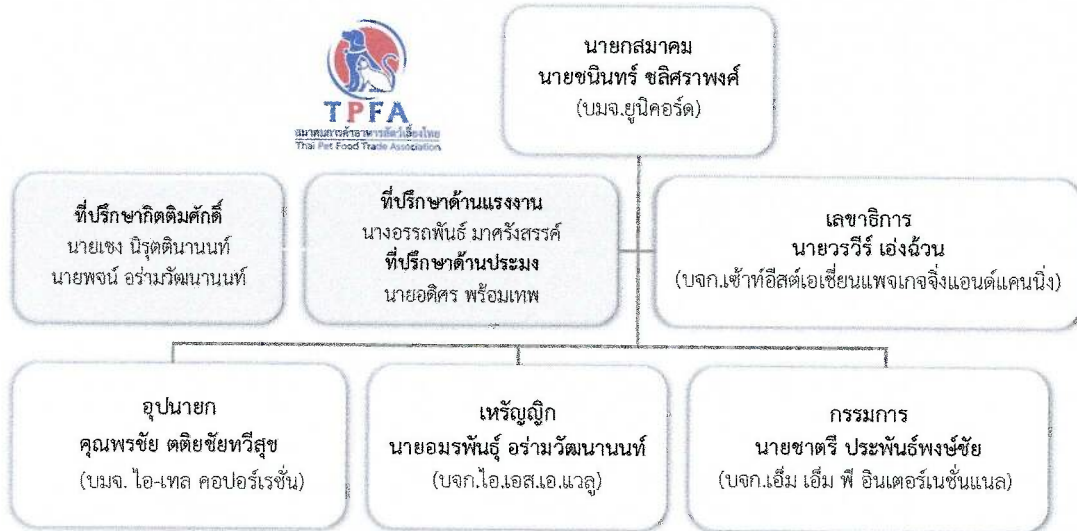 นายกสมาคม
นายชนินทร์ ชลิศราพงศ์
(บมจ.ยูนิคอร์ด)
TPFA
สมาคมการค้าอาหารสัตว์เลี้ยงไทย
Thai Pet Food Trade Association
ที่ปรึกษากิตติมศักดิ์
นายเชง นิรุตตินานนท์
นายพจน์ อร่ามวัฒนานนท์
ที่ปรึกษาด้านแรงงาน
นางอรรถพันธ์ มาศรังสรรค์
ที่ปรึกษาด้านประมง
นายอดิศร พร้อมเทพ
เลขาธิการ
นายวรวีร์ เอ่งฉ้วน
(บจก.เซ้าท์อีสต์เอเชี่ยนแพจเกจจิ่งแอนด์แคนนิ่ง)
อุปนายก
คุณพรชัย ตติยชัยทวีสุข
(บมจ. ไอ-เทล คอปอร์เรชั่น)
เหรัญญิก
นายอมรพันธุ์ อร่ามวัฒนานนท์
(บจก.ไอ.เอส.เอ.แวลู)
กรรมการ
นายชาตรี ประพันธ์พงษ์ชัย
(บจก.เอ็ม เอ็ม พี อินเตอร์เนชั่นแนล)